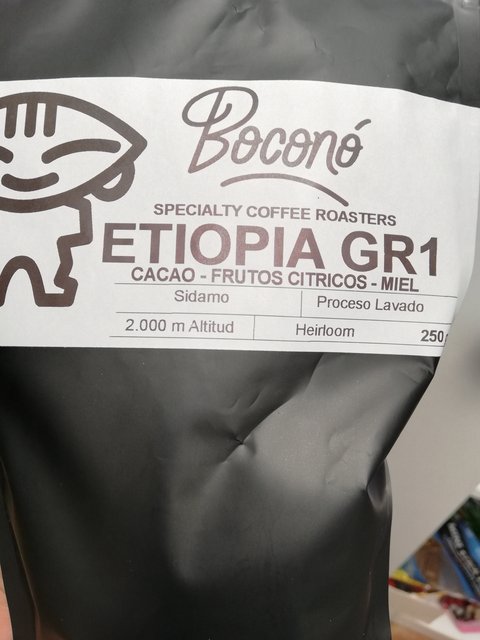 Boconó
SPECIALTY COFFEE ROASTERS
ETIOPIA GR1
CACAO - FRUTOS CITRICOS - MIEL
Sidamo Proceso Lavado
2.000 m Altitud Heirloom 250